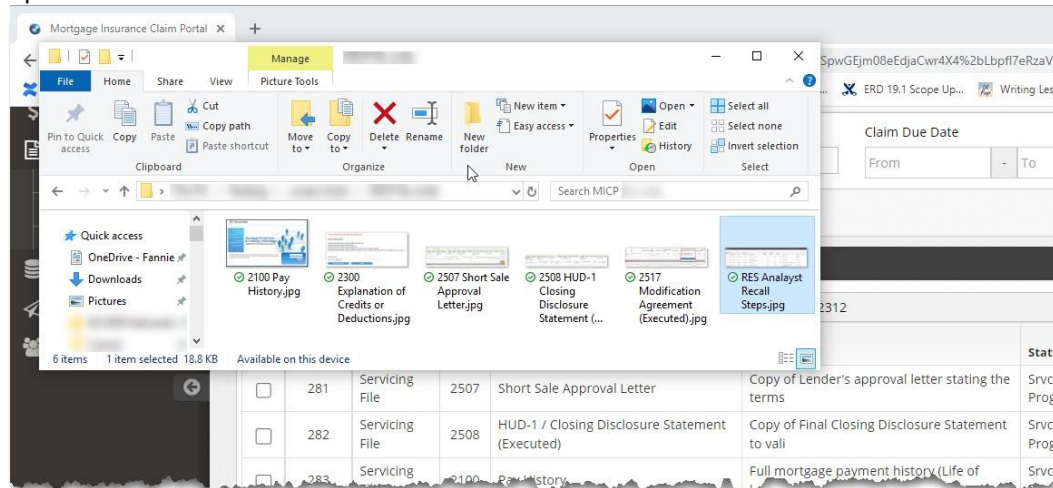 Mortgage Insurance Claim Portal
Manage
File Home Share View Picture Tools
SpwGEjm08eEdjaCwr4X4%2bLbpfl7eRzaV
ERD 19.1 Scope Up... Writing Les
Pin to Quick access
Copy
Paste
Cut
Copy path
Paste shortcut
Clipboard
Move to
Copy to
Delete
Rename
Organize
New folder
New item
Easy access
New
Properties
Open
Edit
History
Open
Select all
Select none
Invert selection
Select
Claim Due Date
From - To
Search MICP
Quick access
OneDrive - Fannie
Downloads
Pictures
2100 Pay
History.jpg
2300
Explanation of
Credits or
Deductions.jpg
2507 Short Sale
Approval
Letter.jpg
2508 HUD-1
Closing
Disclosure
Statement (...
2517
Modification
Agreement
(Executed).jpg
RES Analayst
Recall
Steps.jpg
2312
6 items 1 item selected 18.8 KB Available on this device
Stat
281 Servicing File 2507 Short Sale Approval Letter Copy of Lender's approval letter stating the terms Srvc Prog
282 Servicing File 2508 HUD-1 / Closing Disclosure Statement (Executed) Copy of Final Closing Disclosure Statement to vali Srvc Prog
283 Servicing 2100 Pay History Full mortgage payment history (Life of Srvc